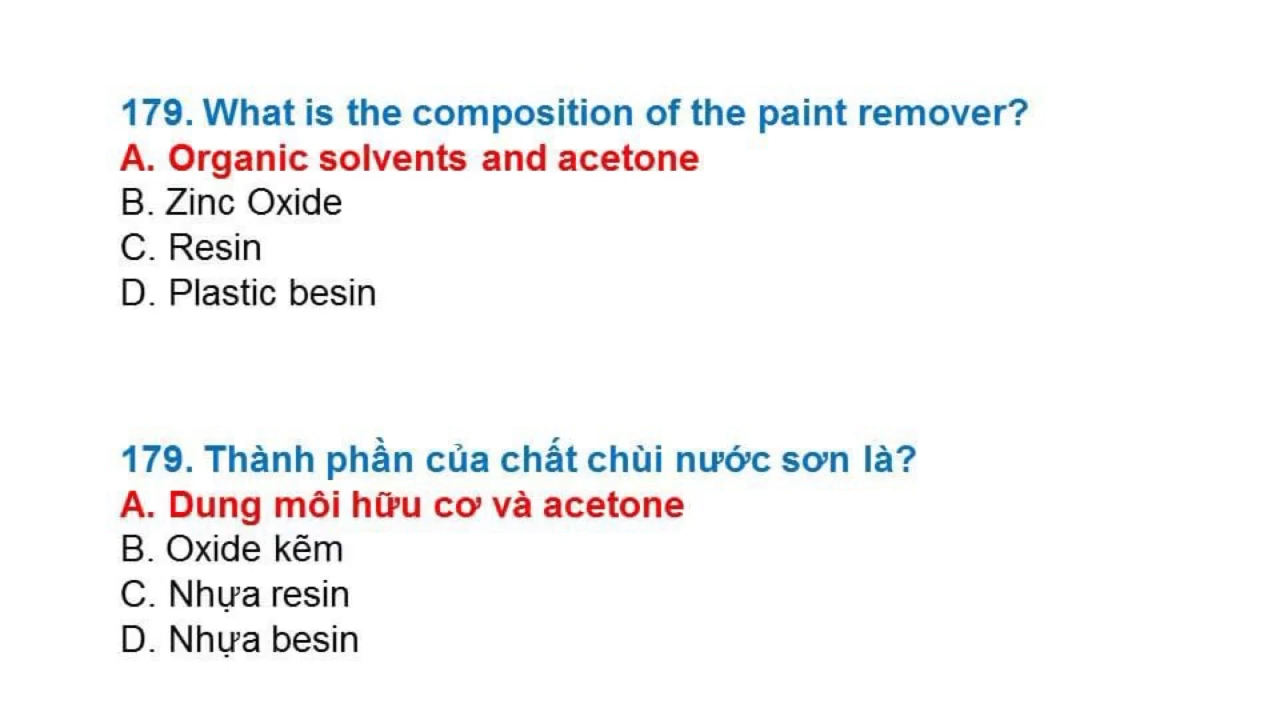 179. What is the composition of the paint remover?
A. Organic solvents and acetone
B. Zinc Oxide
C. Resin
D. Plastic besin
179. Thành phần của chất chùi nước sơn là?
A. Dung môi hữu cơ và acetone
B. Oxide kẽm
C. Nhựa resin
D. Nhựa besin